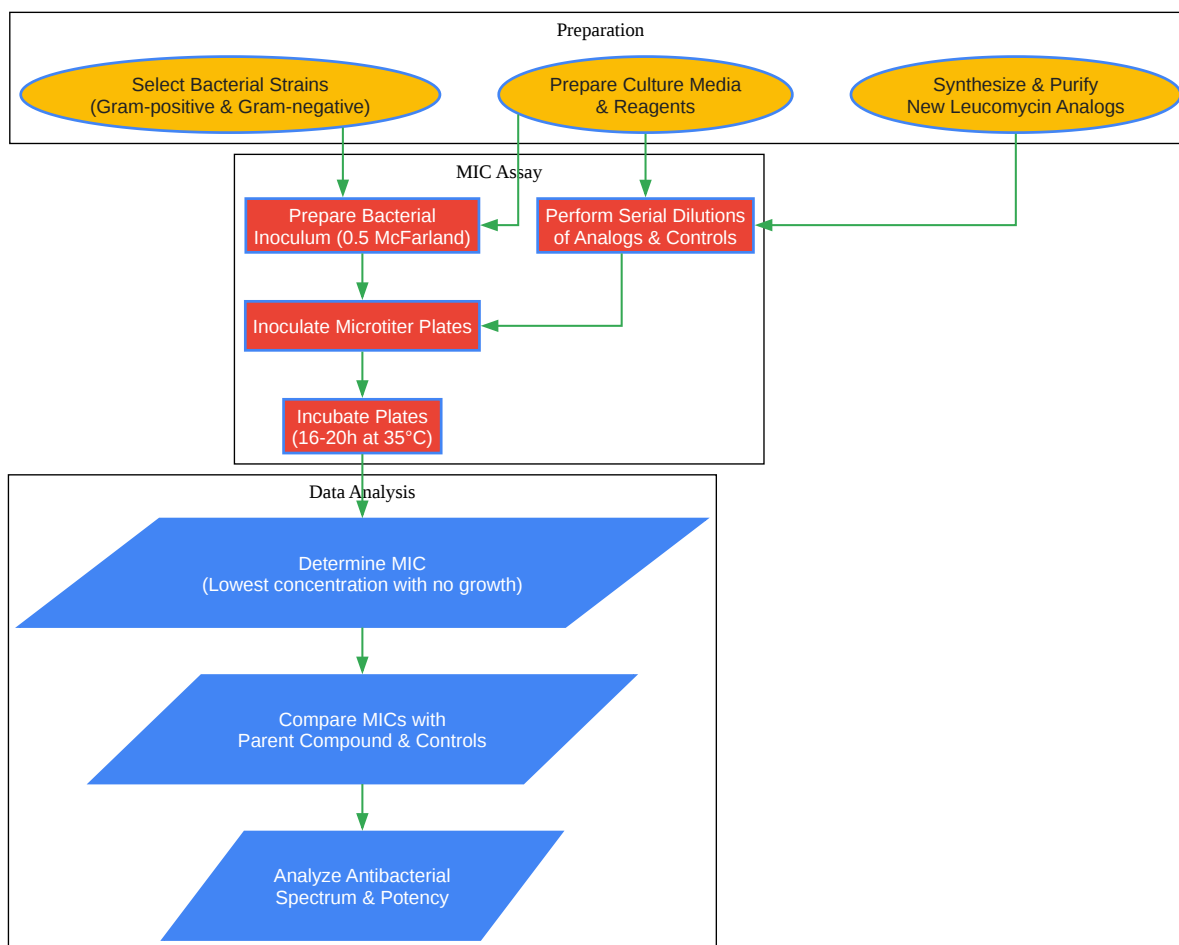 Preparation
Select Bacterial Strains
(Gram-positive & Gram-negative)
Prepare Culture Media
& Reagents
Synthesize & Purify
New Leucomycin Analogs
MIC Assay
Prepare Bacterial
Inoculum (0.5 McFarland)
Perform Serial Dilutions
of Analogs & Controls
Inoculate Microtiter Plates
Incubate Plates
(16-20h at 35°C)
Data Analysis
Determine MIC
(Lowest concentration with no growth)
Compare MICs with
Parent Compound & Controls
Analyze Antibacterial
Spectrum & Potency